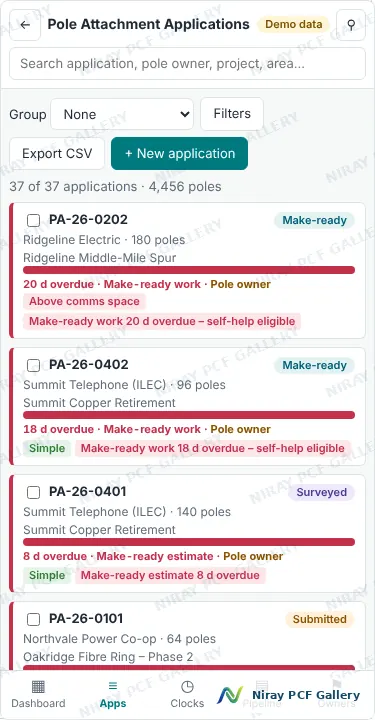 ← Pole Attachment Applications Demo data
Search application, pole owner, project, area...
Group None Filters
Export CSV + New application
37 of 37 applications · 4,456 poles
PA-26-0202 Make-ready
Ridgeline Electric · 180 poles
Ridgeline Middle-Mile Spur
20 d overdue · Make-ready work · Pole owner
Above comms space
Make-ready work 20 d overdue – self-help eligible
PA-26-0402 Make-ready
Summit Telephone (ILEC) · 96 poles
Summit Copper Retirement
18 d overdue · Make-ready work · Pole owner
Simple Make-ready work 18 d overdue – self-help eligible
PA-26-0401 Surveyed
Summit Telephone (ILEC) · 140 poles
Summit Copper Retirement
8 d overdue · Make-ready estimate · Pole owner
Simple Make-ready estimate 8 d overdue
PA-26-0101 Submitted
Northvale Power Co-op · 64 poles
Oakridge Fibre Ring – Phase 2
Dashboard Apps Clocks Pipeline Owners
Niray PCF Gallery
NIRAY PCF GALLERY